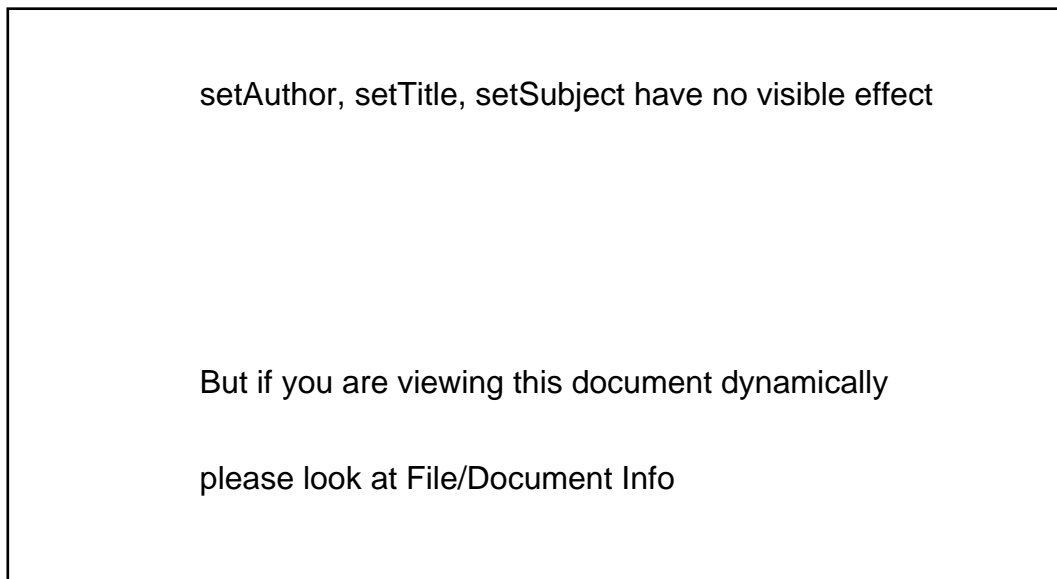 setAuthor, setTitle, setSubject have no visible effect
But if you are viewing this document dynamically
please look at File/Document Info